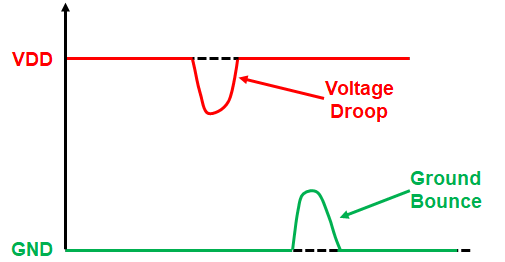 VDD
Voltage
Droop
Ground
Bounce
GND